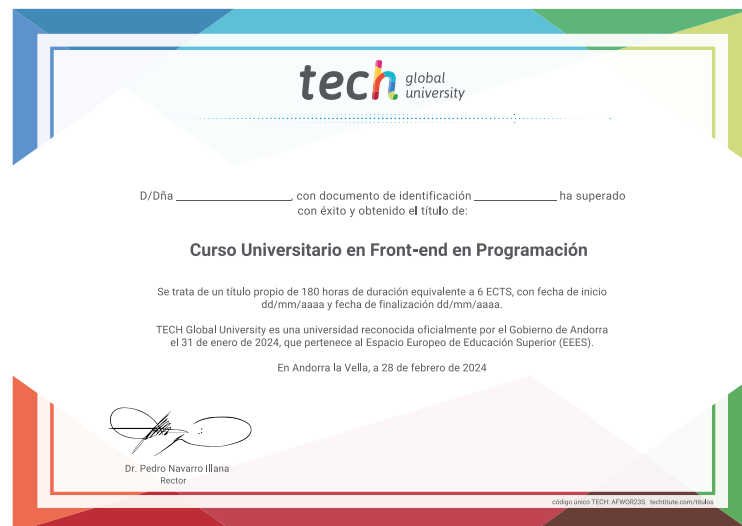 tech global
university
D/Dña ____________________, con documento de identificación ______________ ha superado
con éxito y obtenido el título de:
Curso Universitario en Front-end en Programación
Se trata de un título propio de 180 horas de duración equivalente a 6 ECTS, con fecha de inicio
dd/mm/aaaa y fecha de finalización dd/mm/aaaa.
TECH Global University es una universidad reconocida oficialmente por el Gobierno de Andorra
el 31 de enero de 2024, que pertenece al Espacio Europeo de Educación Superior (EEES).
En Andorra la Vella, a 28 de febrero de 2024
Dr. Pedro Navarro Illana
Rector
código único TECH: AFWOR23S techtitute.com/titulos